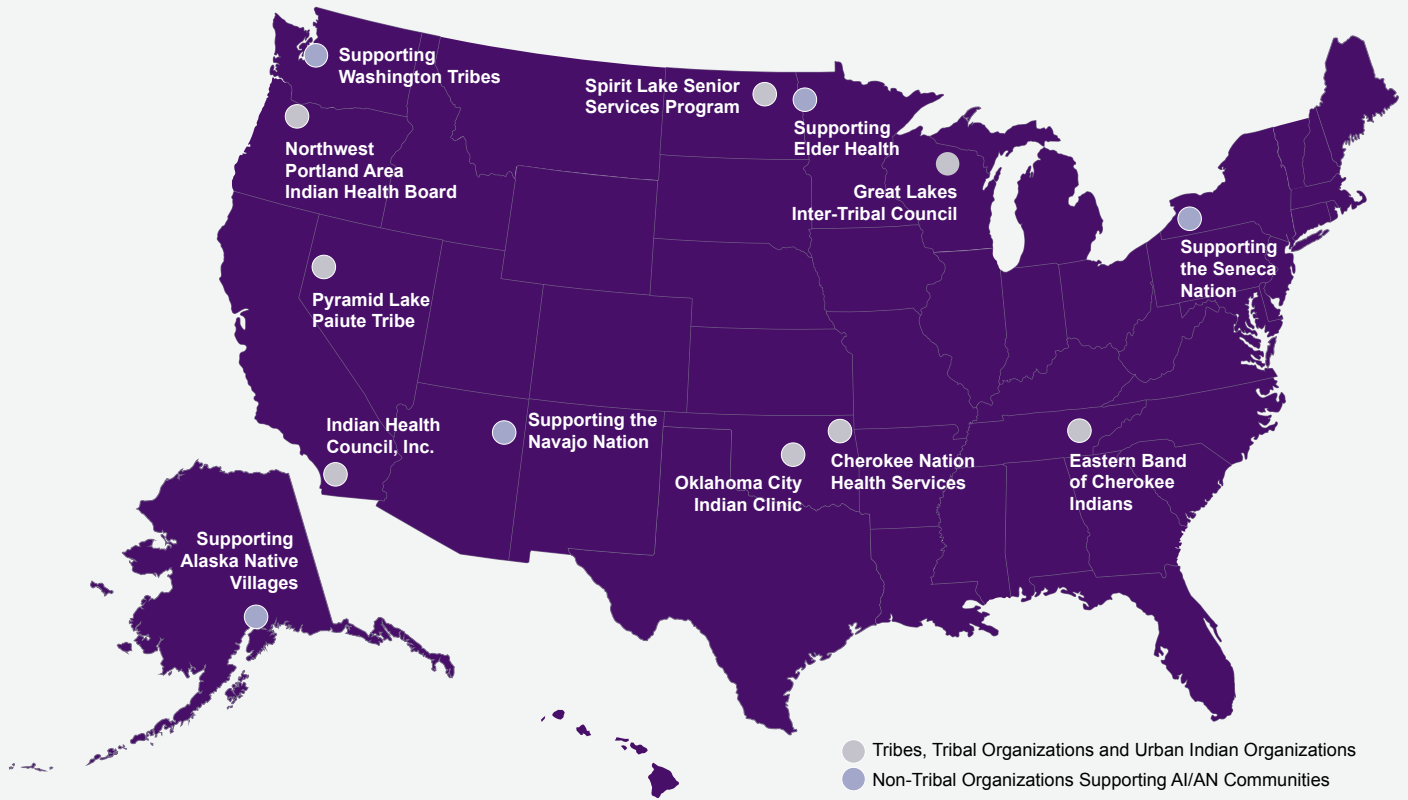 Supporting
Washington Tribes
Spirit Lake Senior
Services Program
Supporting
Elder Health
Northwest
Portland Area
Indian Health Board
Great Lakes
Inter-Tribal Council
Supporting
the Seneca
Nation
Pyramid Lake
Paiute Tribe
Indian Health
Council, Inc.
Supporting the
Navajo Nation
Oklahoma City
Indian Clinic
Cherokee Nation
Health Services
Eastern Band
of Cherokee
Indians
Supporting
Alaska Native
Villages
Tribes, Tribal Organizations and Urban Indian Organizations
Non-Tribal Organizations Supporting AI/AN Communities